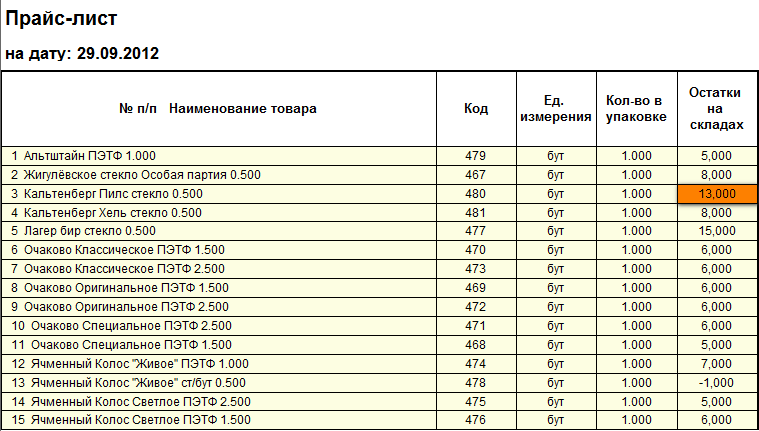 Прайс-лист
на дату: 29.09.2012
№ п/п Наименование товара Код Ед. измерения Кол-во в упаковке Остатки на складах
1 Альтштайн ПЭТФ 1.000 479 бут 1.000 5,000
2 Жигулёвское стекло Особая партия 0.500 467 бут 1.000 8,000
3 Кальтенберг Пилс стекло 0.500 480 бут 1.000 13,000
4 Кальтенберг Хель стекло 0.500 481 бут 1.000 8,000
5 Лагер бир стекло 0.500 477 бут 1.000 15,000
6 Очаково Классическое ПЭТФ 1.500 470 бут 1.000 6,000
7 Очаково Классическое ПЭТФ 2.500 473 бут 1.000 6,000
8 Очаково Оригинальное ПЭТФ 1.500 469 бут 1.000 6,000
9 Очаково Оригинальное ПЭТФ 2.500 472 бут 1.000 6,000
10 Очаково Специальное ПЭТФ 2.500 471 бут 1.000 6,000
11 Очаково Специальное ПЭТФ 1.500 468 бут 1.000 5,000
12 Ячменный Колос "Живое" ПЭТФ 1.000 474 бут 1.000 7,000
13 Ячменный Колос "Живое" ст/бут 0.500 478 бут 1.000 -1,000
14 Ячменный Колос Светлое ПЭТФ 2.500 475 бут 1.000 5,000
15 Ячменный Колос Светлое ПЭТФ 1.500 476 бут 1.000 6,000